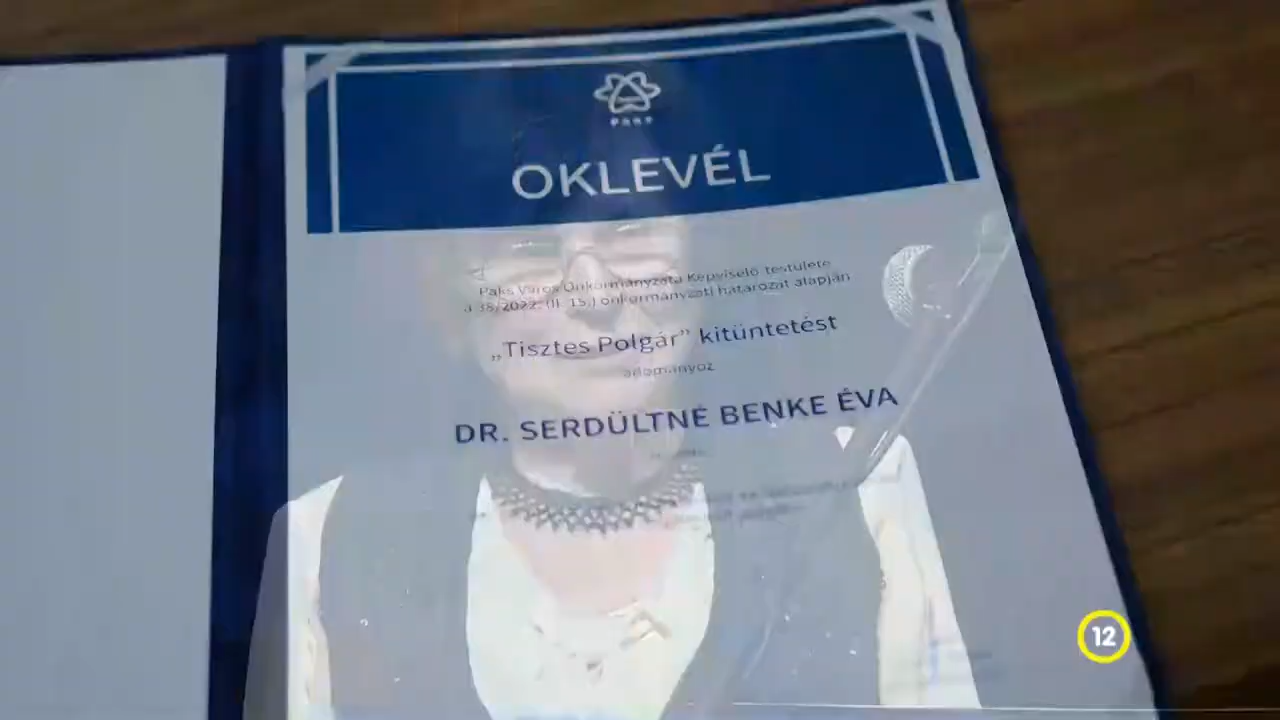 PAKS
OKLEVÉL
Paks Város Önkormányzata Képviselő-testülete
a 38/2022. (II. 15.) önkormányzati határozat alapján
„Tisztes Polgár” kitüntetést
adományoz
DR. SERDÜLTNÉ BENKE ÉVA
12